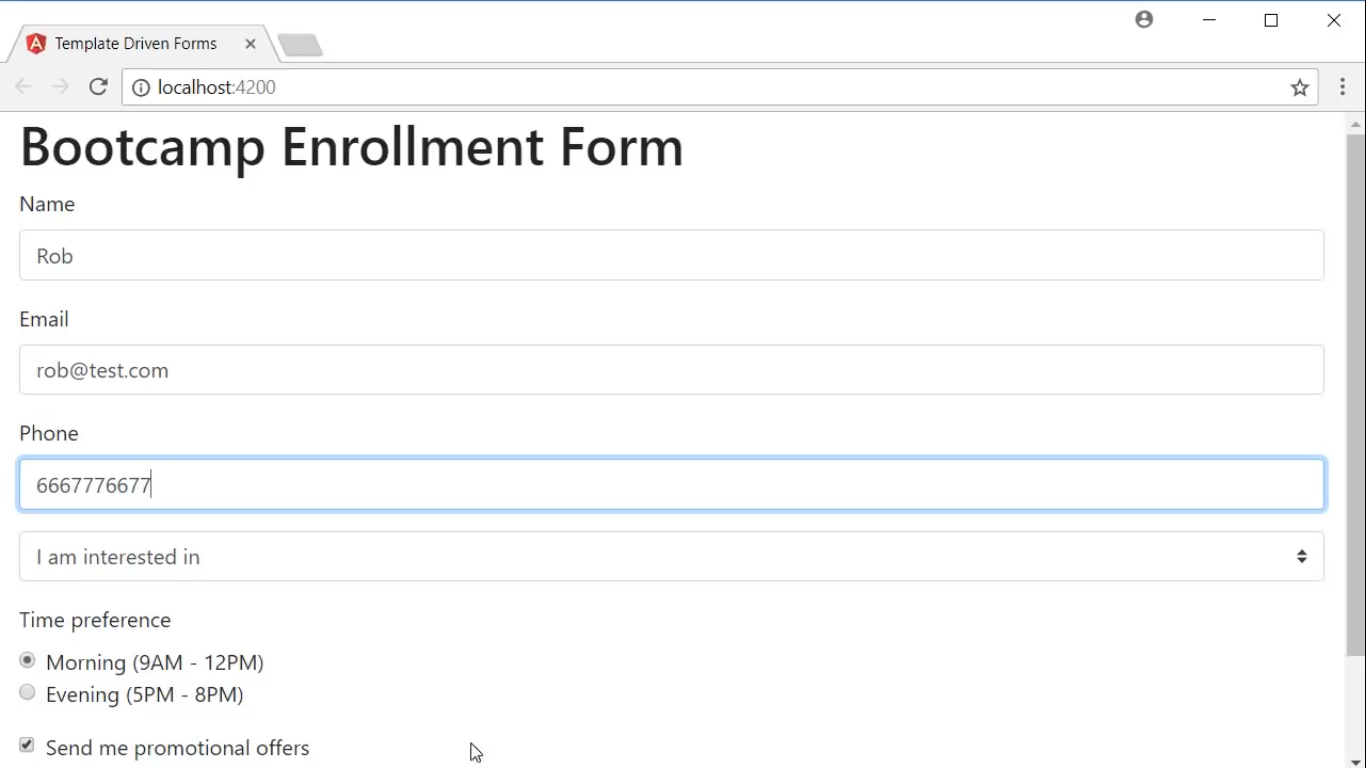 Template Driven Forms
localhost:4200
Bootcamp Enrollment Form
Name
Rob
Email
rob@test.com
Phone
6667776677
I am interested in
Time preference
Morning (9AM - 12PM)
Evening (5PM - 8PM)
Send me promotional offers